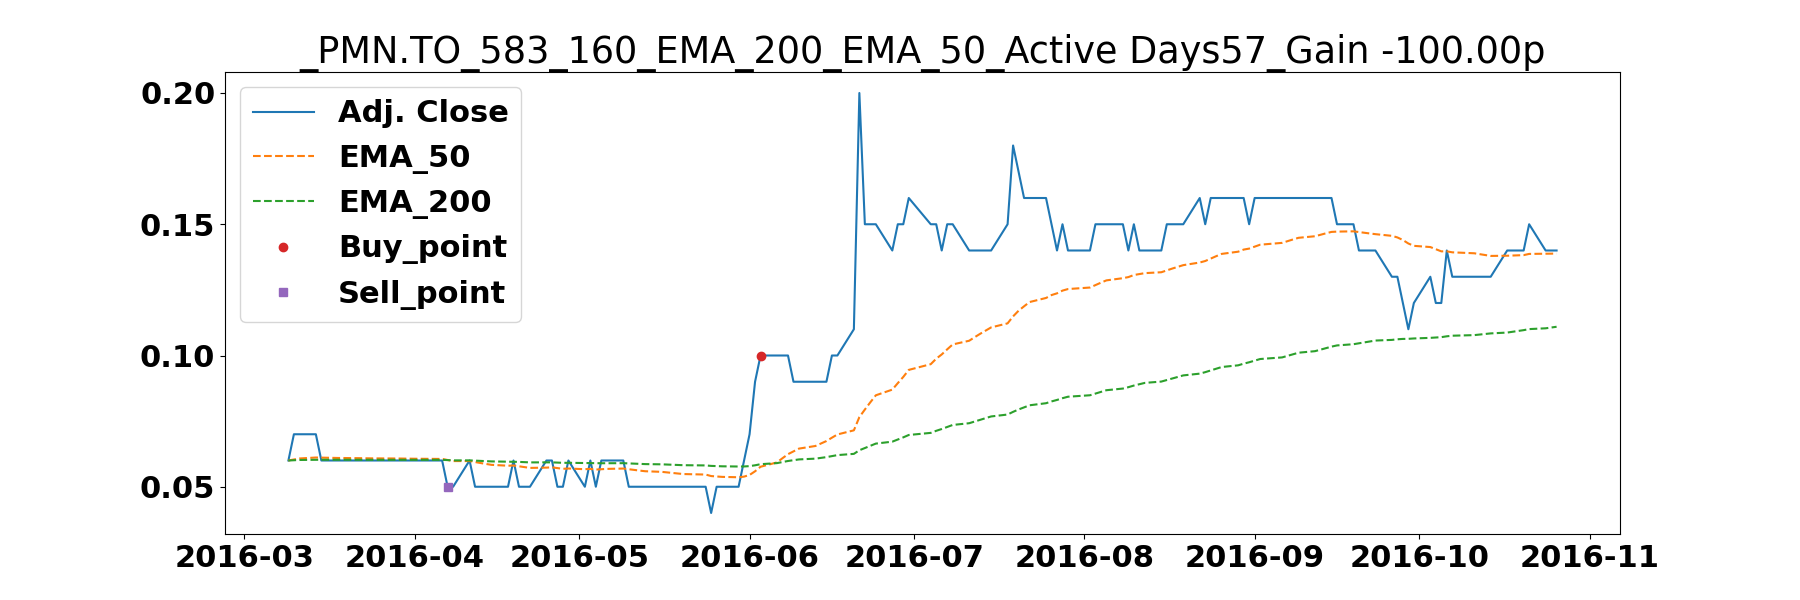 _PMN.TO_583_160_EMA_200_EMA_50_Active Days57_Gain -100.00p
0.20
0.15
0.10
0.05
Adj. Close
EMA_50
EMA_200
Buy_point
Sell_point
2016-03 2016-04 2016-05 2016-06 2016-07 2016-08 2016-09 2016-10 2016-11